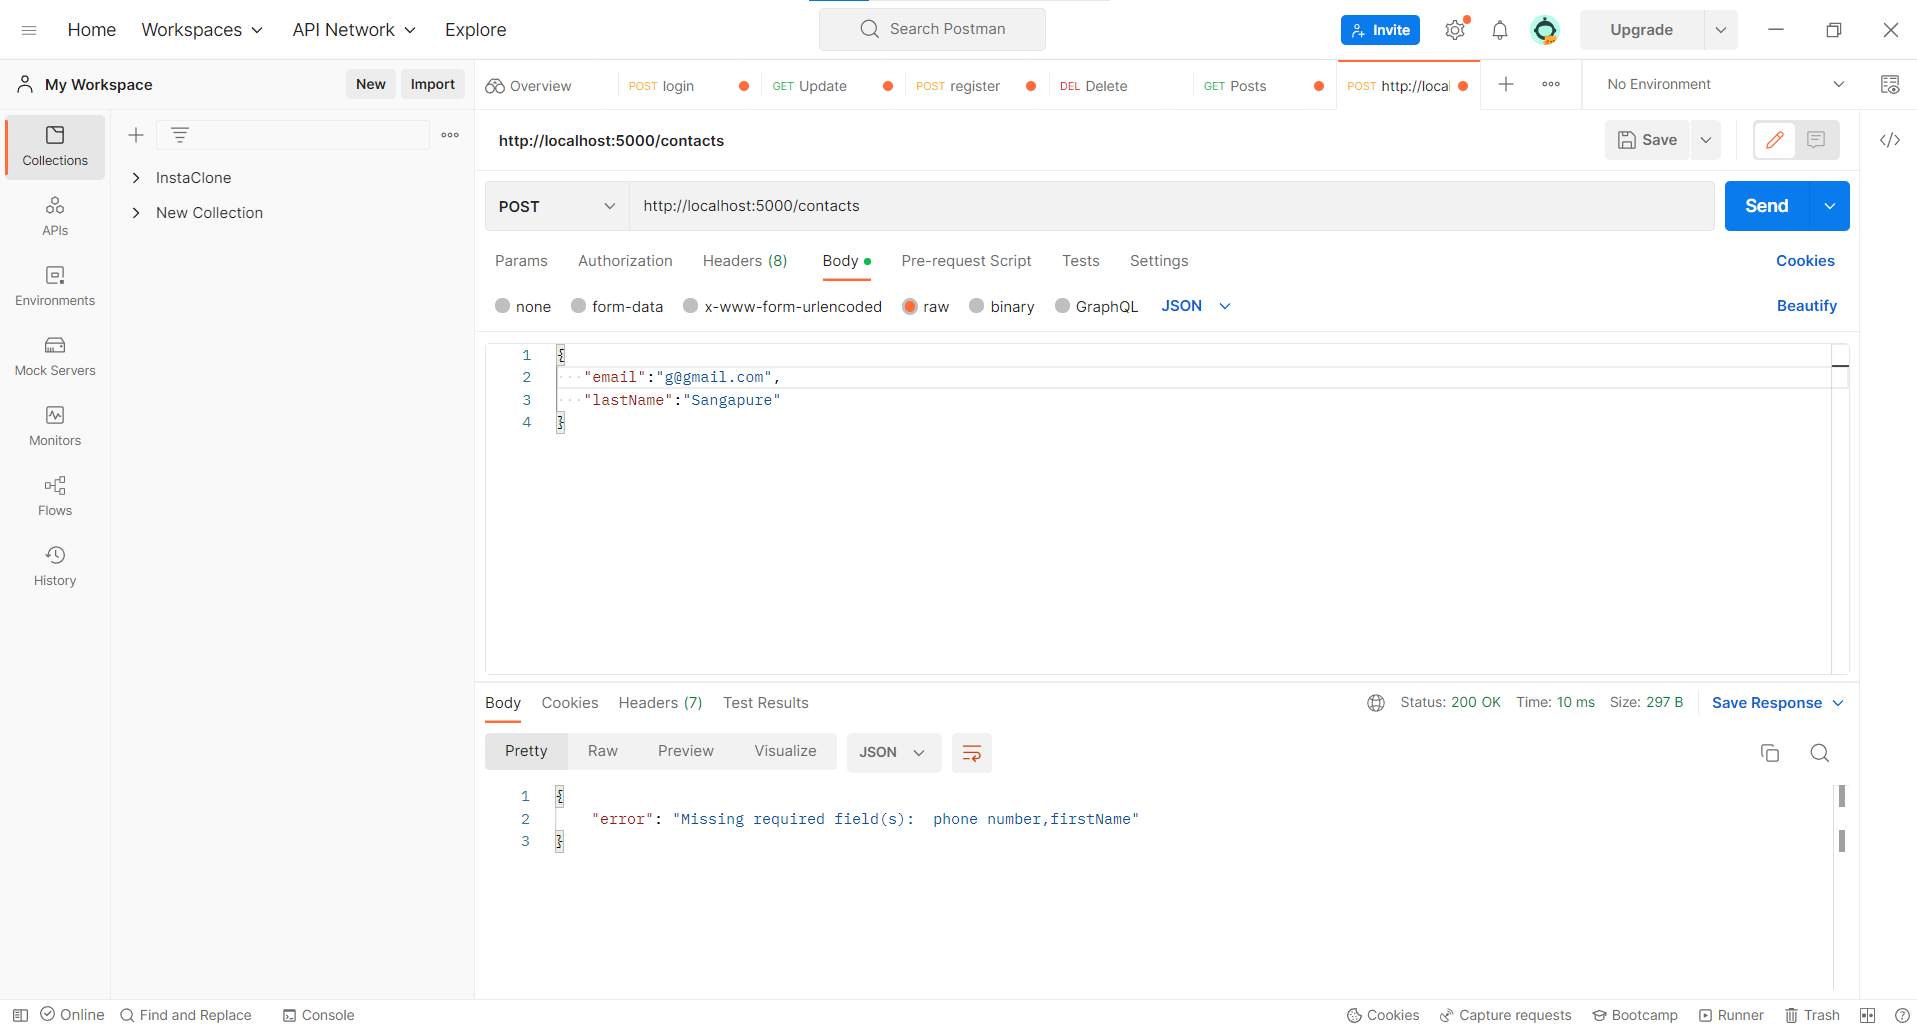 Home Workspaces API Network Explore Search Postman Invite Upgrade
My Workspace New Import Overview POST login GET Update POST register DEL Delete GET Posts POST http://local No Environment
Collections
APIs
Environments
Mock Servers
Monitors
Flows
History
InstaClone
New Collection
http://localhost:5000/contacts Save
POST http://localhost:5000/contacts Send
Params Authorization Headers (8) Body Pre-request Script Tests Settings Cookies
none form-data x-www-form-urlencoded raw binary GraphQL JSON Beautify
1 {
2 "email":"g@gmail.com",
3 "lastName":"Sangapure"
4 }
Body Cookies Headers (7) Test Results Status: 200 OK Time: 10 ms Size: 297 B Save Response
Pretty Raw Preview Visualize JSON
1 {
2 "error": "Missing required field(s):  phone number,firstName"
3 }
Online Find and Replace Console Cookies Capture requests Bootcamp Runner Trash